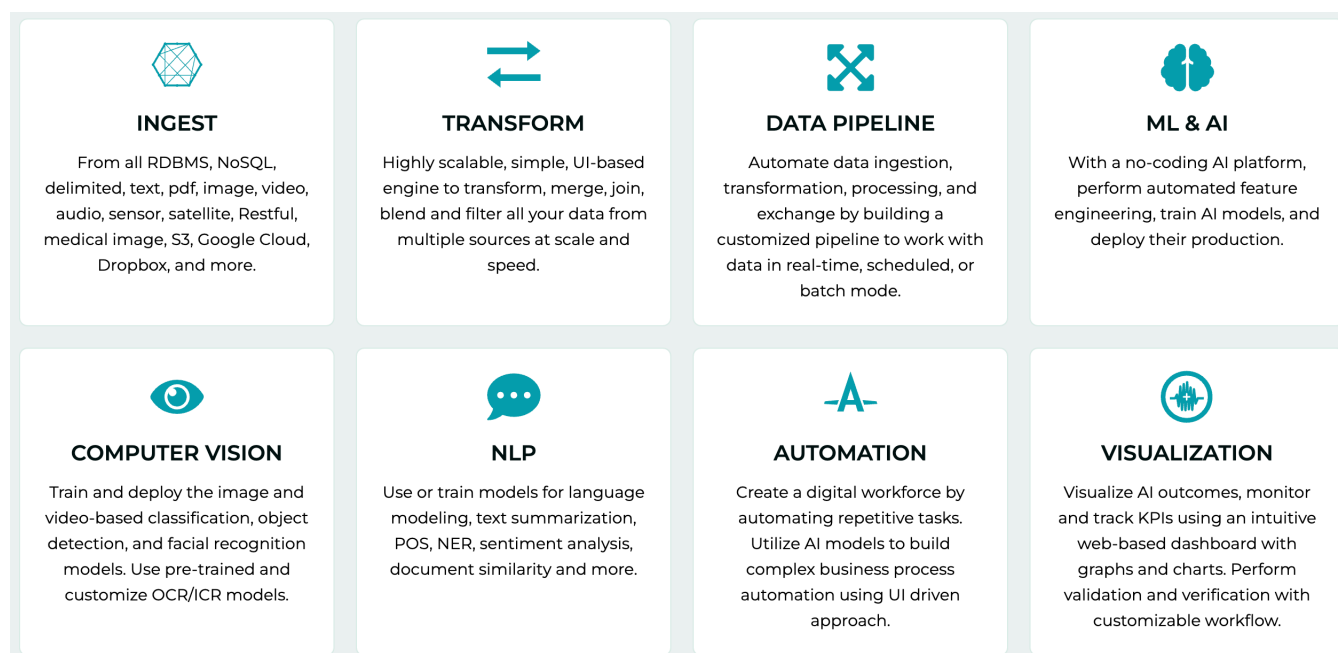 INGEST
From all RDBMS, NoSQL,
delimited, text, pdf, image, video,
audio, sensor, satellite, Restful,
medical image, S3, Google Cloud,
Dropbox, and more.
TRANSFORM
Highly scalable, simple, UI-based
engine to transform, merge, join,
blend and filter all your data from
multiple sources at scale and
speed.
DATA PIPELINE
Automate data ingestion,
transformation, processing, and
exchange by building a
customized pipeline to work with
data in real-time, scheduled, or
batch mode.
ML & AI
With a no-coding AI platform,
perform automated feature
engineering, train AI models, and
deploy their production.
COMPUTER VISION
Train and deploy the image and
video-based classification, object
detection, and facial recognition
models. Use pre-trained and
customize OCR/ICR models.
NLP
Use or train models for language
modeling, text summarization,
POS, NER, sentiment analysis,
document similarity and more.
AUTOMATION
Create a digital workforce by
automating repetitive tasks.
Utilize AI models to build
complex business process
automation using UI driven
approach.
VISUALIZATION
Visualize AI outcomes, monitor
and track KPIs using an intuitive
web-based dashboard with
graphs and charts. Perform
validation and verification with
customizable workflow.